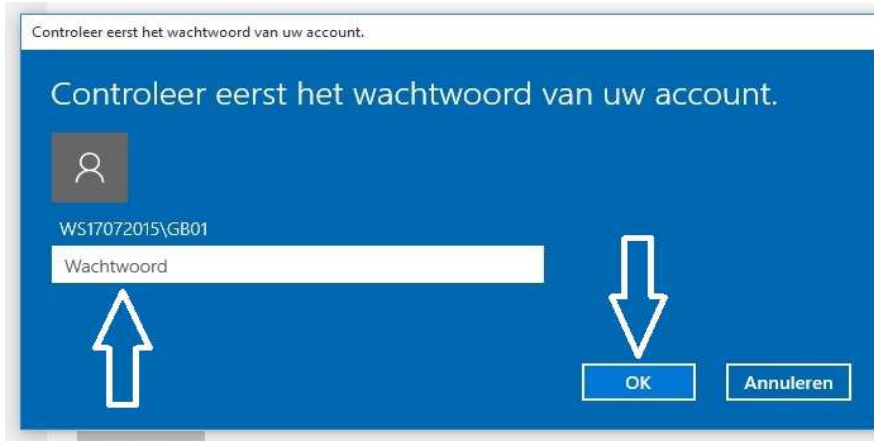 Controleer eerst het wachtwoord van uw account.
Controleer eerst het wachtwoord van uw account.
WS17072015\GB01
Wachtwoord
OK
Annuleren